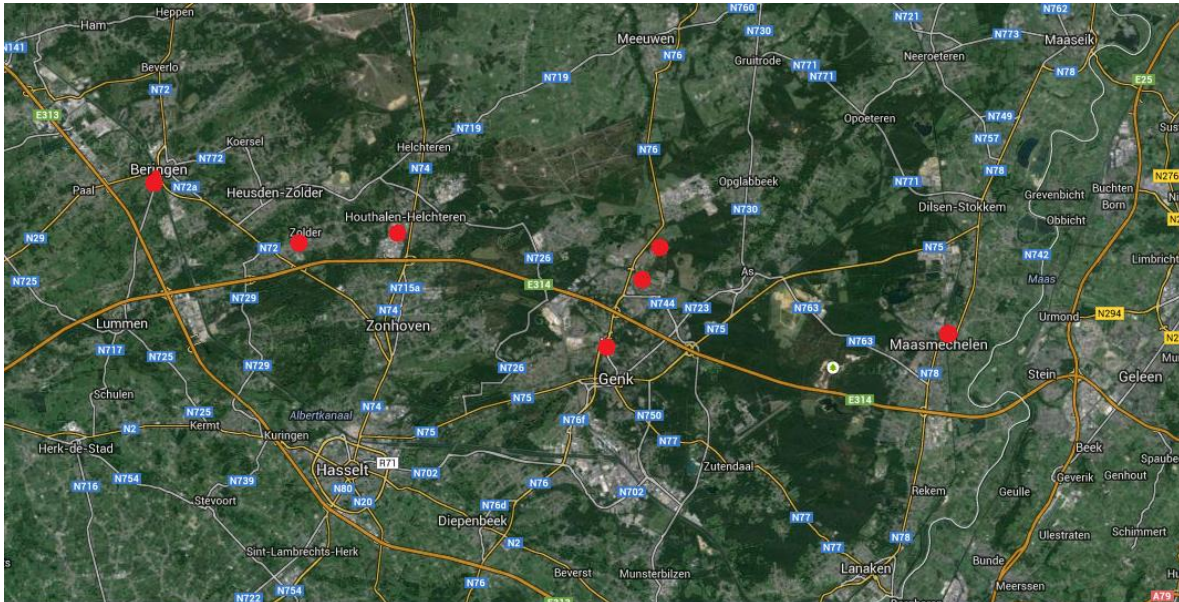 Heppen
Ham
N760
N721
N762
N141
N72
Meeuwen
N76
N730
Gruitrode
N773
Maaseik
Neeroeteren
Beverlo
N76
N771
N771
N78
E25
N719
E313
Opoeteren
N749
Koersel
N719
N772
Helchteren
N76
N757
Beringen
N74
Opglabbeek
N771
N78
N276
Paal
N72a
Heusden-Zolder
Grevenbicht
Buchten
Born
N730
Dilsen-Stokkem
Obbicht
Houthalen-Helchteren
N29
Zolder
N72
N726
N75
N742
Limbricht
N725
E314
As
Maas
N729
N715a
N744
N723
N763
Urmond
N294
Lummen
N74
Zonhoven
N75
N763
Maasmechelen
N717
N725
N729
N726
Genk
N78
Stein
Geleen
Schulen
N75
E314
Albertkanaal
N74
N76f
N750
N725
N2
Kermt
Kuringen
N75
N77
Herk-de-Stad
Beek
Hasselt
R71
N702
Zutendaal
Geverik
Genhout
N716
N754
N739
N80
N76
N702
Rekem
Geulle
Stevoort
N20
N76d
Diepenbeek
N77
Schimmert
N2
N78
Ulestraten
Sint-Lambrechts-Herk
N77
Bunde
N754
Beverst
Munsterbilzen
Lanaken
Meerssen
N722
N76
A79